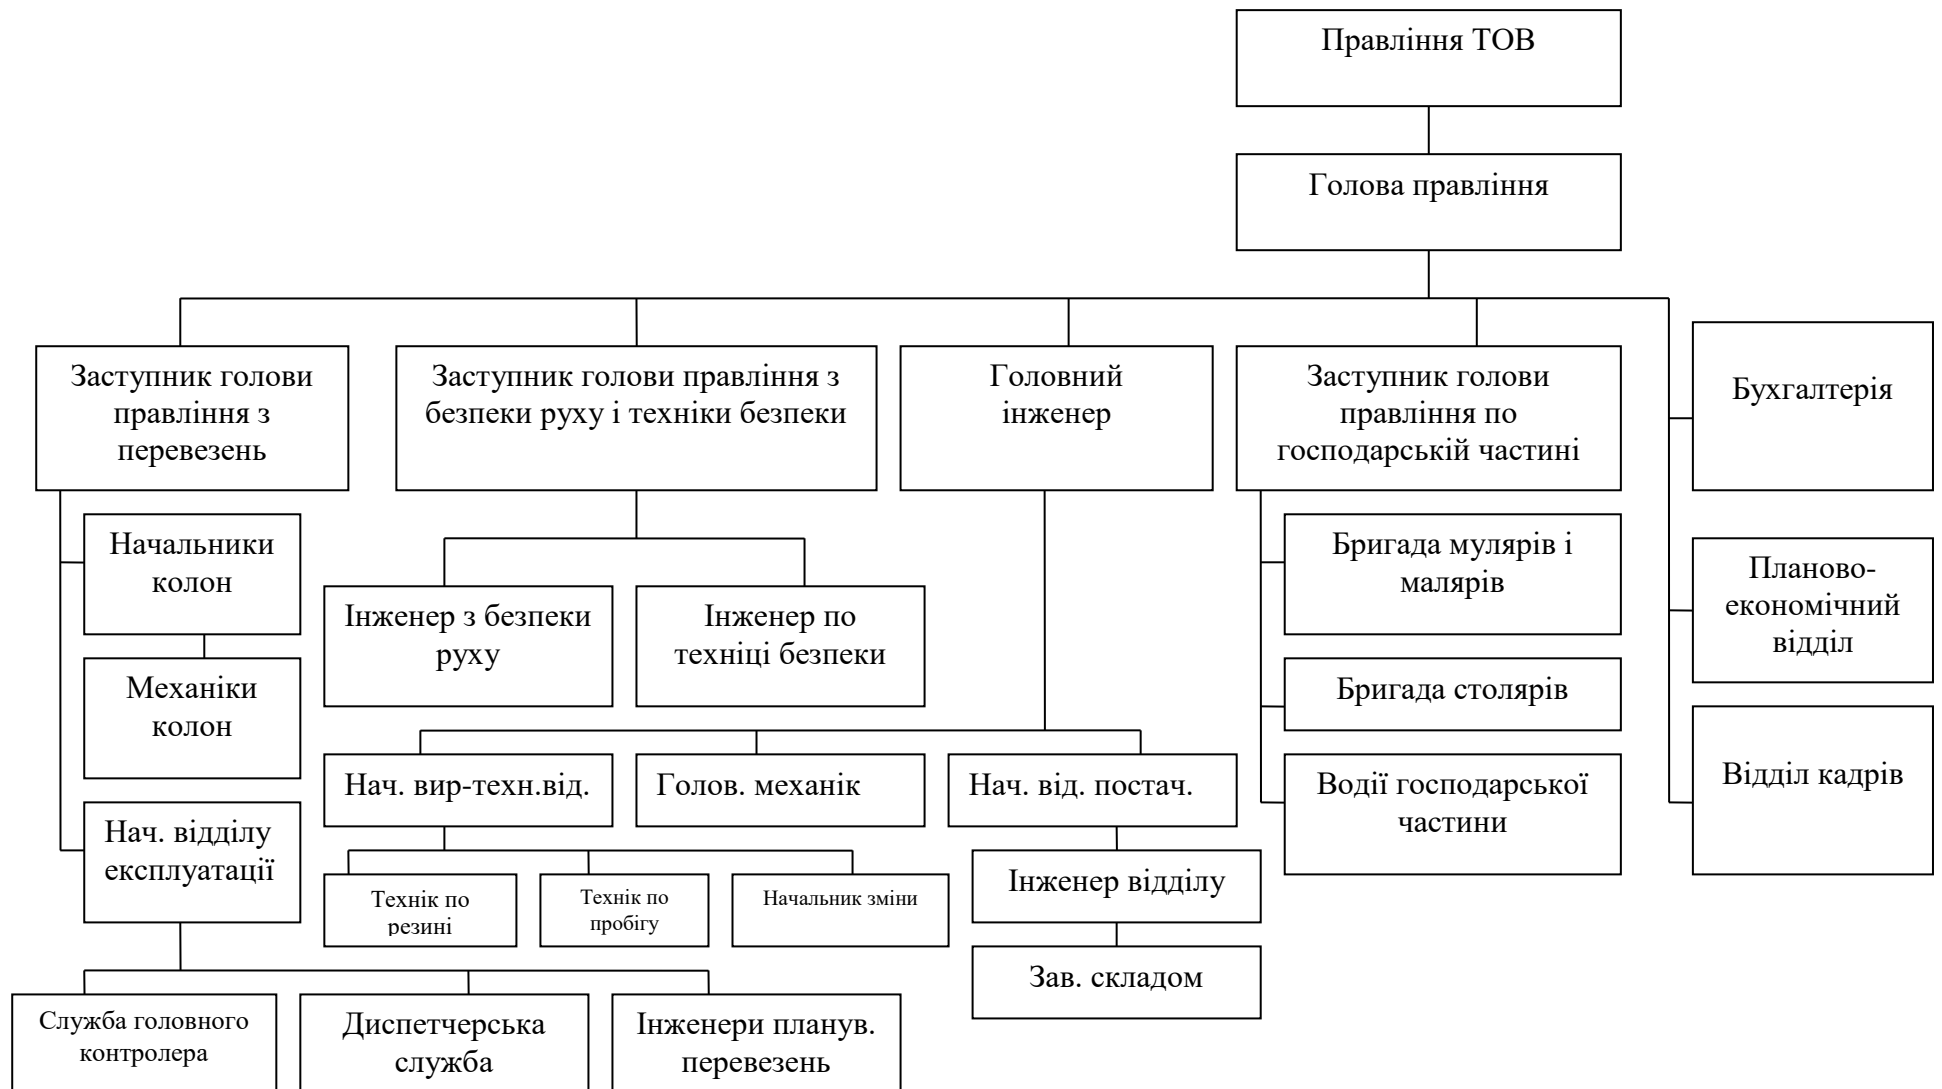 Правління ТОВ
Голова правління
Заступник голови
правління з
перевезень
Заступник голови правління з
безпеки руху і техніки безпеки
Головний
інженер
Заступник голови
правління по
господарській частині
Бухгалтерія
Начальники
колон
Бригада мулярів і
малярів
Планово-
економічний
відділ
Інженер з безпеки
руху
Інженер по
техніці безпеки
Механіки
колон
Бригада столярів
Нач. вир-техн.від.
Голов. механік
Нач. від. постач.
Водії господарської
частини
Відділ кадрів
Нач. відділу
експлуатації
Технік по
резині
Технік по
пробігу
Начальник зміни
Інженер відділу
Зав. складом
Служба головного
контролера
Диспетчерська
служба
Інженери планув.
перевезень